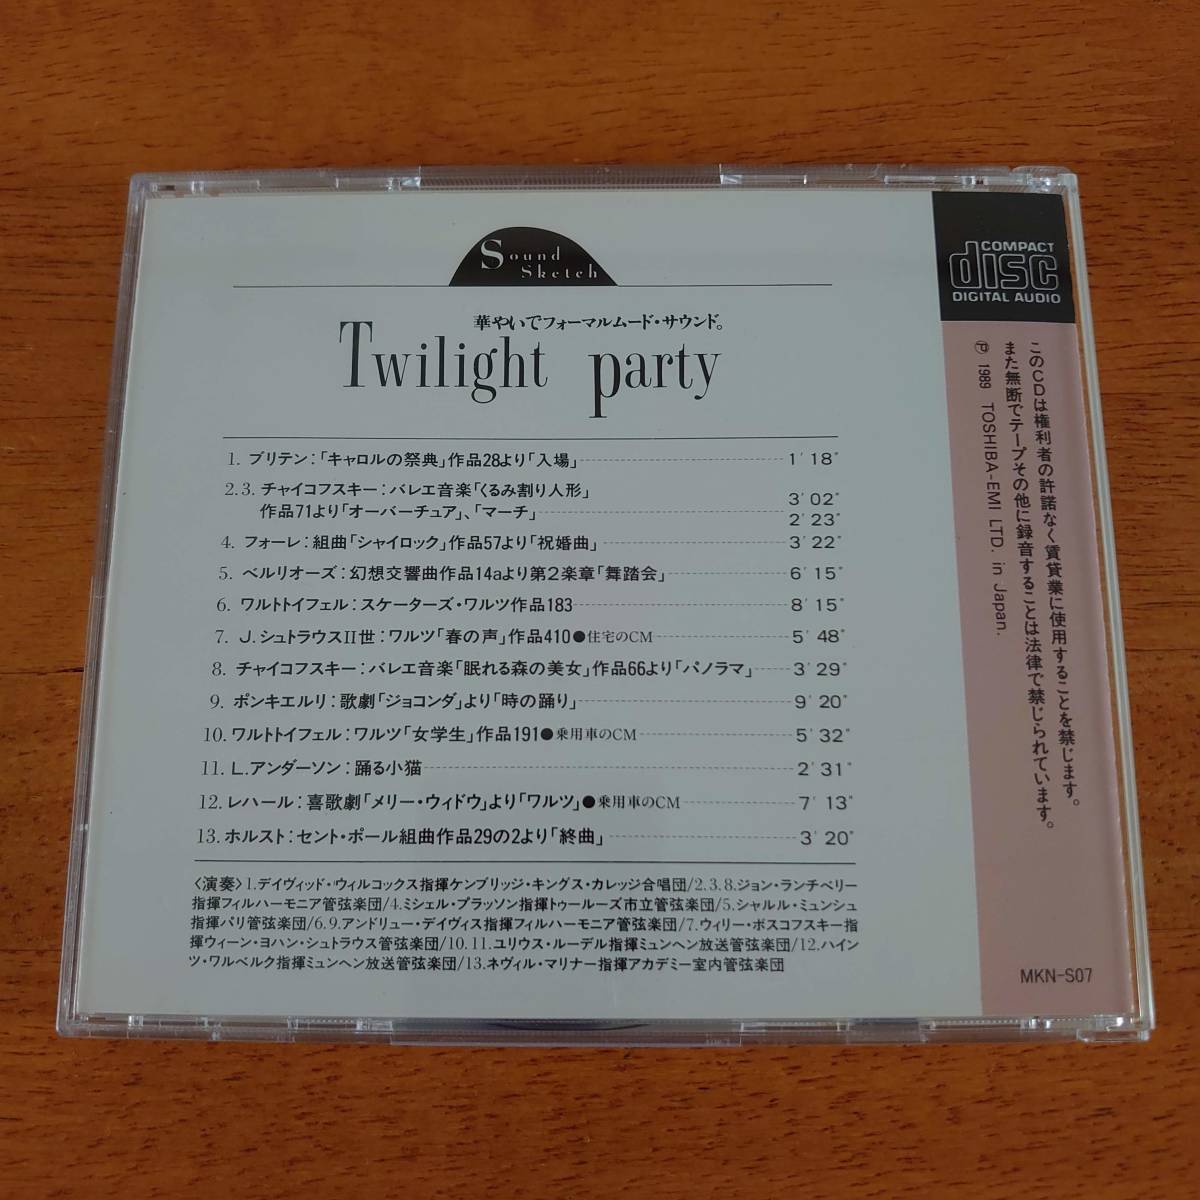 Sound
Sketch
華やいでフォーマルムード・サウンド。
Twilight party
1. ブリテン：「キャロルの祭典」作品28より「入場」 1'18"
2.3. チャイコフスキー：バレエ音楽「くるみ割り人形」 3'02"
作品71より「オーバーチュア」、「マーチ」 2'23"
4. フォーレ：組曲「シャイロック」作品57より「祝婚曲」 3'22"
5. ベルリオーズ：幻想交響曲作品14aより第2楽章「舞踏会」 6'15"
6. ワルトトイフェル：スケーターズ・ワルツ作品183 8'15"
7. J.シュトラウスII世：ワルツ「春の声」作品410●住宅のCM 5'48"
8. チャイコフスキー：バレエ音楽「眠れる森の美女」作品66より「パノラマ」 3'29"
9. ポンキエルリ：歌劇「ジョコンダ」より「時の踊り」 9'20"
10. ワルトトイフェル：ワルツ「女学生」作品191●乗用車のCM 5'32"
11. L.アンダーソン：踊る小猫 2'31"
12. レハール：喜歌劇「メリー・ウィドウ」より「ワルツ」●乗用車のCM 7'13"
13. ホルスト：セント・ポール組曲作品29の2より「終曲」 3'20"
〈演奏〉1.デイヴィッド・ウィルコックス指揮ケンブリッジ・キングス・カレッジ合唱団/2.3.8.ジョン・ランチベリー
指揮フィルハーモニア管弦楽団/4.ミシェル・プラッソン指揮トゥールーズ市立管弦楽団/5.シャルル・ミュンシュ
指揮パリ管弦楽団/6.9.アンドリュー・デイヴィス指揮フィルハーモニア管弦楽団/7.ウィリー・ボスコフスキー指
揮ウィーン・ヨハン・シュトラウス管弦楽団/10.11.ユリウス・ルーデル指揮ミュンヘン放送管弦楽団/12.ハイン
ツ・ワルベルク指揮ミュンヘン放送管弦楽団/13.ネヴィル・マリナー指揮アカデミー室内管弦楽団
COMPACT
disc
DIGITAL AUDIO
このCDは権利者の許諾なく賃貸業に使用することを禁じます。
また無断でテープその他に録音することは法律で禁じられています。
Ⓟ 1989 TOSHIBA-EMI LTD. in Japan.
MKN-S07